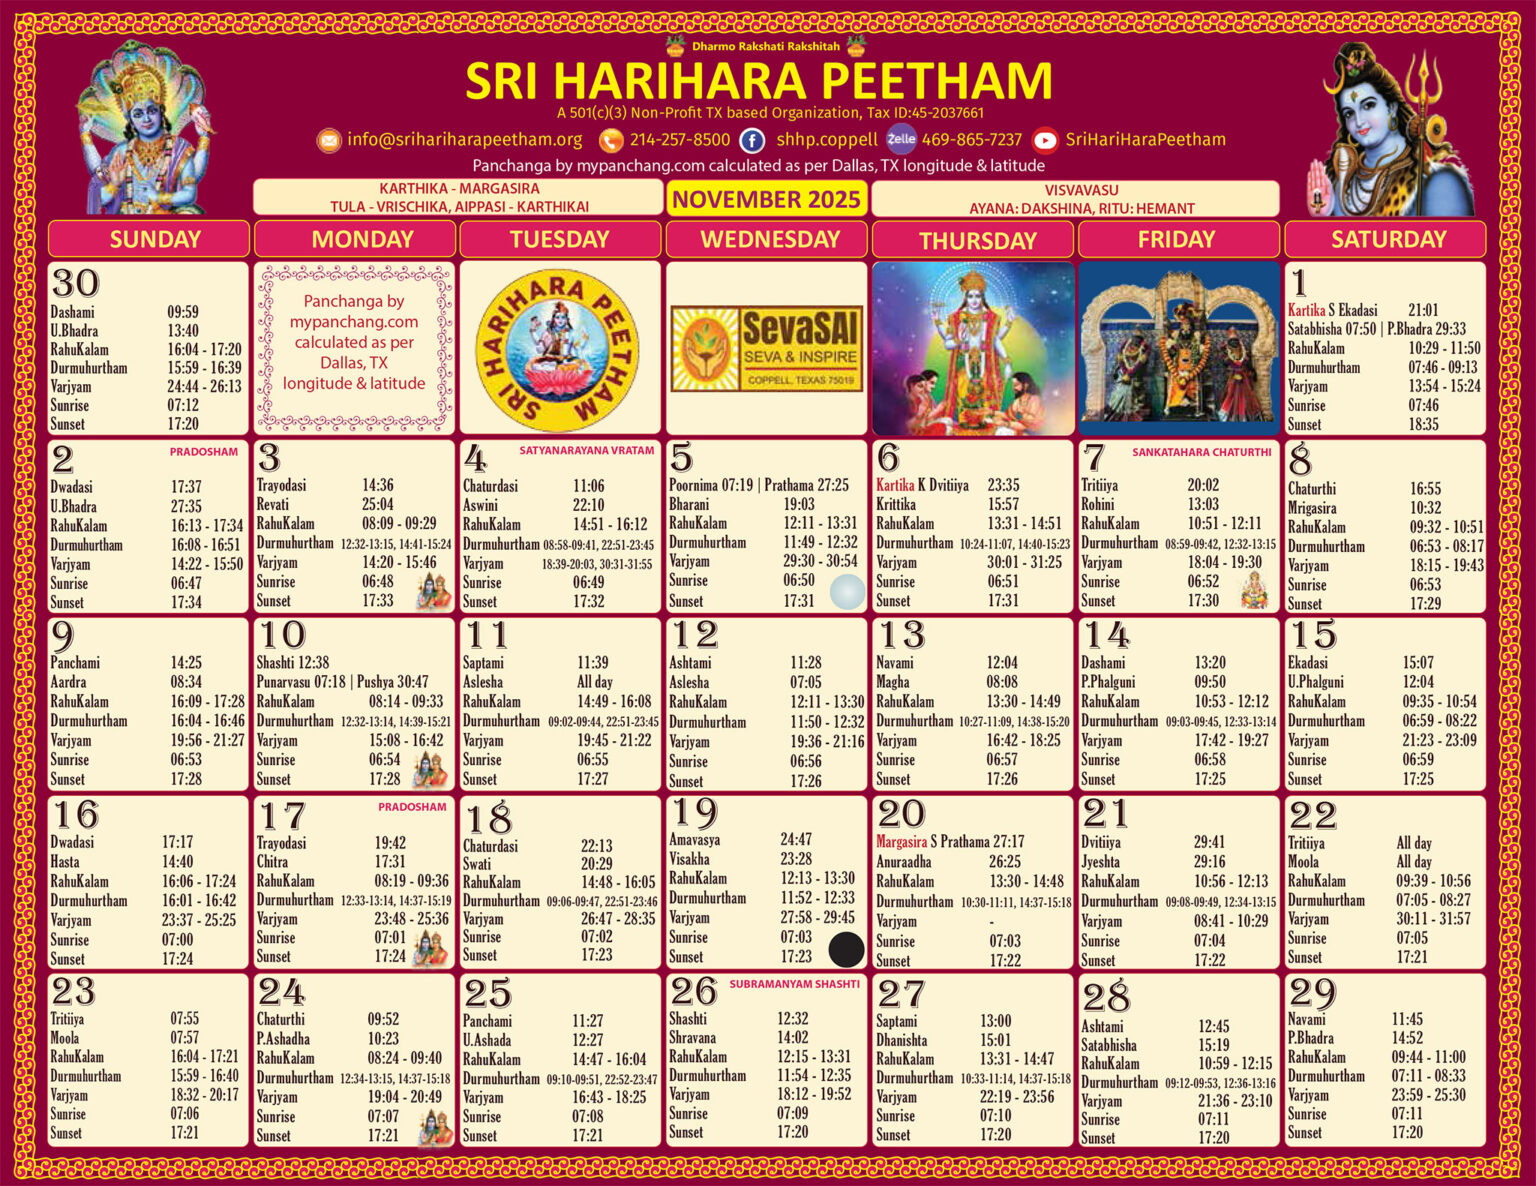 Dharmo Rakshati Rakshitah
SRI HARIHARA PEETHAM
A 501(c)(3) Non-Profit TX based Organization, Tax ID:45-2037661
info@srihariharapeetham.org 214-257-8500 shhp.coppell Zelle 469-865-7237 SriHariHaraPeetham
Panchanga by mypanchang.com calculated as per Dallas, TX longitude & latitude
KARTHIKA - MARGASIRA
TULA - VRISCHIKA, AIPPASI - KARTHIKAI
NOVEMBER 2025
VISVAVASU
AYANA: DAKSHINA, RITU: HEMANT
SUNDAY MONDAY TUESDAY WEDNESDAY THURSDAY FRIDAY SATURDAY
30
Dashami 09:59
U.Bhadra 13:40
RahuKalam 16:04 - 17:20
Durmuhurtham 15:59 - 16:39
Varjyam 24:44 - 26:13
Sunrise 07:12
Sunset 17:20
Panchanga by
mypanchang.com
calculated as per
Dallas, TX
longitude & latitude
SRI HARIHARA PEETHAM
SevaSAI
SEVA & INSPIRE
COPPELL, TEXAS 75019
1
Kartika S Ekadasi 21:01
Satabhisha 07:50 | P.Bhadra 29:33
RahuKalam 10:29 - 11:50
Durmuhurtham 07:46 - 09:13
Varjyam 13:54 - 15:24
Sunrise 07:46
Sunset 18:35
2 PRADOSHAM
Dwadasi 17:37
U.Bhadra 27:35
RahuKalam 16:13 - 17:34
Durmuhurtham 16:08 - 16:51
Varjyam 14:22 - 15:50
Sunrise 06:47
Sunset 17:34
3
Trayodasi 14:36
Revati 25:04
RahuKalam 08:09 - 09:29
Durmuhurtham 12:32-13:15, 14:41-15:24
Varjyam 14:20 - 15:46
Sunrise 06:48
Sunset 17:33
4 SATYANARAYANA VRATAM
Chaturdasi 11:06
Aswini 22:10
RahuKalam 14:51 - 16:12
Durmuhurtham 08:58-09:41, 22:51-23:45
Varjyam 18:39-20:03, 30:31-31:55
Sunrise 06:49
Sunset 17:32
5
Poornima 07:19 | Prathama 27:25
Bharani 19:03
RahuKalam 12:11 - 13:31
Durmuhurtham 11:49 - 12:32
Varjyam 29:30 - 30:54
Sunrise 06:50
Sunset 17:31
6
Kartika K Dvitiiya 23:35
Krittika 15:57
RahuKalam 13:31 - 14:51
Durmuhurtham 10:24-11:07, 14:40-15:23
Varjyam 30:01 - 31:25
Sunrise 06:51
Sunset 17:31
7 SANKATAHARA CHATURTHI
Tritiiya 20:02
Rohini 13:03
RahuKalam 10:51 - 12:11
Durmuhurtham 08:59-09:42, 12:32-13:15
Varjyam 18:04 - 19:30
Sunrise 06:52
Sunset 17:30
8
Chaturthi 16:55
Mrigasira 10:32
RahuKalam 09:32 - 10:51
Durmuhurtham 06:53 - 08:17
Varjyam 18:15 - 19:43
Sunrise 06:53
Sunset 17:29
9
Panchami 14:25
Aardra 08:34
RahuKalam 16:09 - 17:28
Durmuhurtham 16:04 - 16:46
Varjyam 19:56 - 21:27
Sunrise 06:53
Sunset 17:28
10
Shashti 12:38
Punarvasu 07:18 | Pushya 30:47
RahuKalam 08:14 - 09:33
Durmuhurtham 12:32-13:14, 14:39-15:21
Varjyam 15:08 - 16:42
Sunrise 06:54
Sunset 17:28
11
Saptami 11:39
Aslesha All day
RahuKalam 14:49 - 16:08
Durmuhurtham 09:02-09:44, 22:51-23:45
Varjyam 19:45 - 21:22
Sunrise 06:55
Sunset 17:27
12
Ashtami 11:28
Aslesha 07:05
RahuKalam 12:11 - 13:30
Durmuhurtham 11:50 - 12:32
Varjyam 19:36 - 21:16
Sunrise 06:56
Sunset 17:26
13
Navami 12:04
Magha 08:08
RahuKalam 13:30 - 14:49
Durmuhurtham 10:27-11:09, 14:38-15:20
Varjyam 16:42 - 18:25
Sunrise 06:57
Sunset 17:26
14
Dashami 13:20
P.Phalguni 09:50
RahuKalam 10:53 - 12:12
Durmuhurtham 09:03-09:45, 12:33-13:14
Varjyam 17:42 - 19:27
Sunrise 06:58
Sunset 17:25
15
Ekadasi 15:07
U.Phalguni 12:04
RahuKalam 09:35 - 10:54
Durmuhurtham 06:59 - 08:22
Varjyam 21:23 - 23:09
Sunrise 06:59
Sunset 17:25
16
Dwadasi 17:17
Hasta 14:40
RahuKalam 16:06 - 17:24
Durmuhurtham 16:01 - 16:42
Varjyam 23:37 - 25:25
Sunrise 07:00
Sunset 17:24
17 PRADOSHAM
Trayodasi 19:42
Chitra 17:31
RahuKalam 08:19 - 09:36
Durmuhurtham 12:33-13:14, 14:37-15:19
Varjyam 23:48 - 25:36
Sunrise 07:01
Sunset 17:24
18
Chaturdasi 22:13
Swati 20:29
RahuKalam 14:48 - 16:05
Durmuhurtham 09:06-09:47, 22:51-23:46
Varjyam 26:47 - 28:35
Sunrise 07:02
Sunset 17:23
19
Amavasya 24:47
Visakha 23:28
RahuKalam 12:13 - 13:30
Durmuhurtham 11:52 - 12:33
Varjyam 27:58 - 29:45
Sunrise 07:03
Sunset 17:23
20
Margasira S Prathama 27:17
Anuraadha 26:25
RahuKalam 13:30 - 14:48
Durmuhurtham 10:30-11:11, 14:37-15:18
Varjyam -
Sunrise 07:03
Sunset 17:22
21
Dvitiiya 29:41
Jyeshta 29:16
RahuKalam 10:56 - 12:13
Durmuhurtham 09:08-09:49, 12:34-13:15
Varjyam 08:41 - 10:29
Sunrise 07:04
Sunset 17:22
22
Tritiiya All day
Moola All day
RahuKalam 09:39 - 10:56
Durmuhurtham 07:05 - 08:27
Varjyam 30:11 - 31:57
Sunrise 07:05
Sunset 17:21
23
Tritiiya 07:55
Moola 07:57
RahuKalam 16:04 - 17:21
Durmuhurtham 15:59 - 16:40
Varjyam 18:32 - 20:17
Sunrise 07:06
Sunset 17:21
24
Chaturthi 09:52
P.Ashadha 10:23
RahuKalam 08:24 - 09:40
Durmuhurtham 12:34-13:15, 14:37-15:18
Varjyam 19:04 - 20:49
Sunrise 07:07
Sunset 17:21
25
Panchami 11:27
U.Ashada 12:27
RahuKalam 14:47 - 16:04
Durmuhurtham 09:10-09:51, 22:52-23:47
Varjyam 16:43 - 18:25
Sunrise 07:08
Sunset 17:21
26 SUBRAMANYAM SHASHTI
Shashti 12:32
Shravana 14:02
RahuKalam 12:15 - 13:31
Durmuhurtham 11:54 - 12:35
Varjyam 18:12 - 19:52
Sunrise 07:09
Sunset 17:20
27
Saptami 13:00
Dhanishta 15:01
RahuKalam 13:31 - 14:47
Durmuhurtham 10:33-11:14, 14:37-15:18
Varjyam 22:19 - 23:56
Sunrise 07:10
Sunset 17:20
28
Ashtami 12:45
Satabhisha 15:19
RahuKalam 10:59 - 12:15
Durmuhurtham 09:12-09:53, 12:36-13:16
Varjyam 21:36 - 23:10
Sunrise 07:11
Sunset 17:20
29
Navami 11:45
P.Bhadra 14:52
RahuKalam 09:44 - 11:00
Durmuhurtham 07:11 - 08:33
Varjyam 23:59 - 25:30
Sunrise 07:11
Sunset 17:20